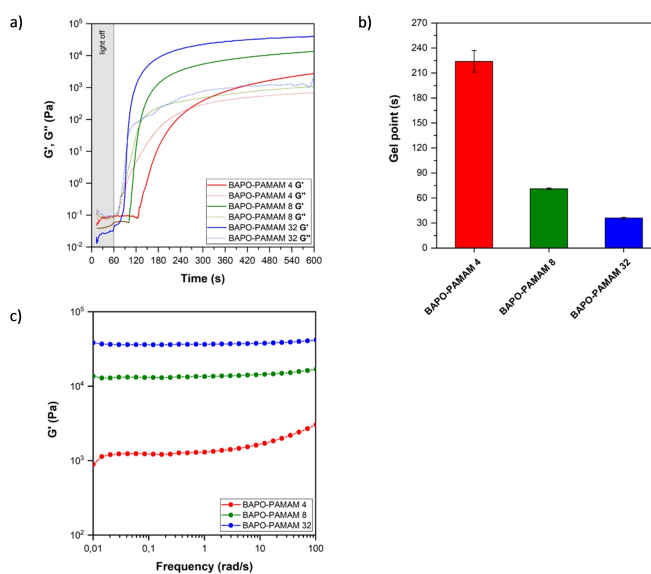 a)
light off
G', G'' (Pa)
10⁵
10⁴
10³
10²
10¹
10⁰
10⁻¹
10⁻²
BAPO-PAMAM 4 G'
BAPO-PAMAM 4 G''
BAPO-PAMAM 8 G'
BAPO-PAMAM 8 G''
BAPO-PAMAM 32 G'
BAPO-PAMAM 32 G''
0 60 120 180 240 300 360 420 480 540 600
Time (s)
b)
Gel point (s)
270
240
210
180
150
120
90
60
30
0
BAPO-PAMAM 4
BAPO-PAMAM 8
BAPO-PAMAM 32
c)
G' (Pa)
10⁵
10⁴
10³
10²
BAPO-PAMAM 4
BAPO-PAMAM 8
BAPO-PAMAM 32
0,01 0,1 1 10 100
Frequency (rad/s)